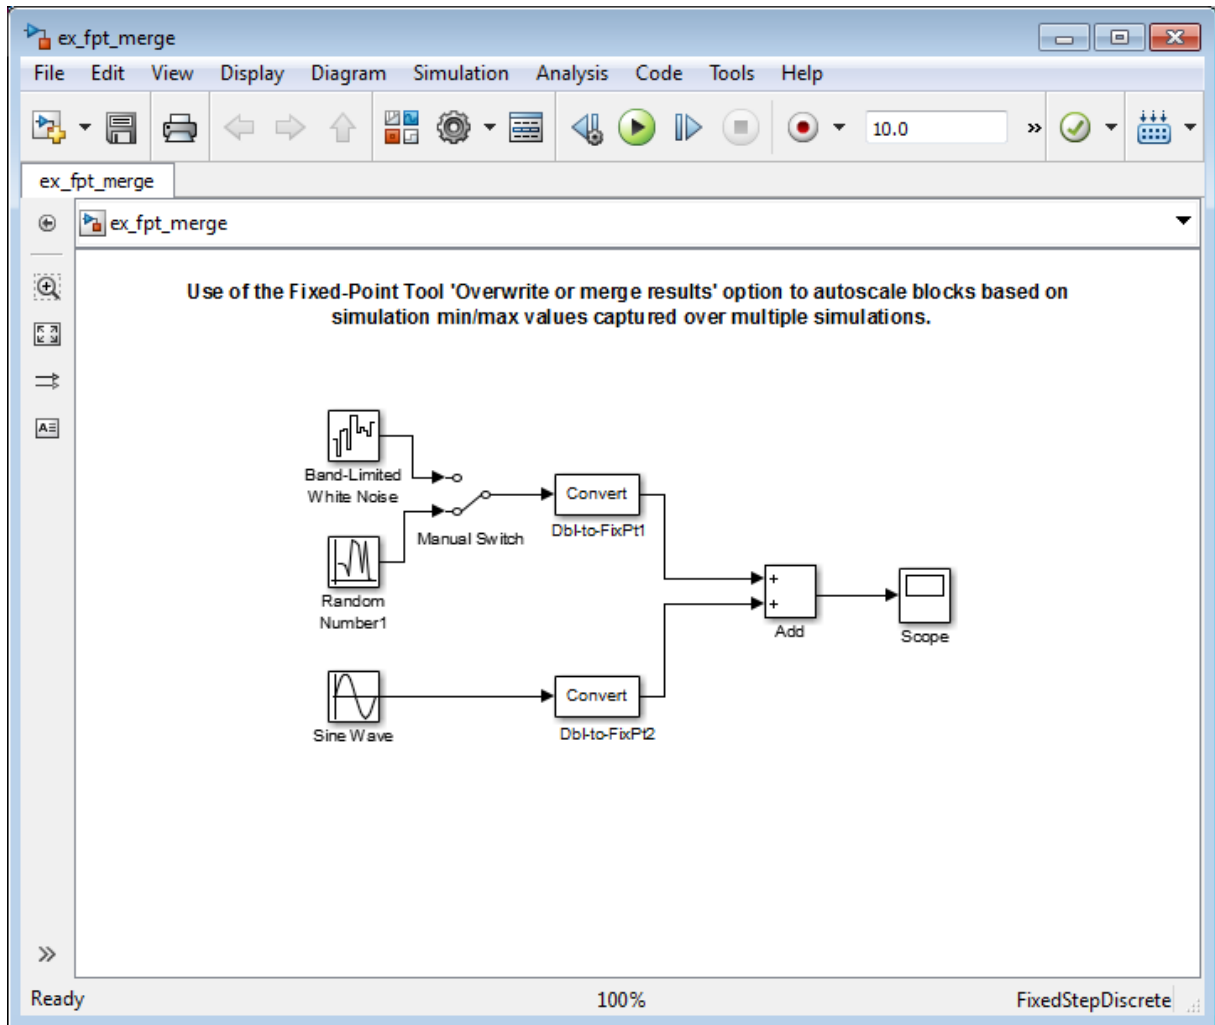 ex_fpt_merge
File Edit View Display Diagram Simulation Analysis Code Tools Help
10.0 »
ex_fpt_merge
ex_fpt_merge
Use of the Fixed-Point Tool 'Overwrite or merge results' option to autoscale blocks based on
simulation min/max values captured over multiple simulations.
Band-Limited
White Noise
Manual Switch
Convert
Dbl-to-FixPt1
Random
Number1
+
+
Add
Scope
Sine Wave
Convert
Dbl-to-FixPt2
A
»
Ready 100% FixedStepDiscrete